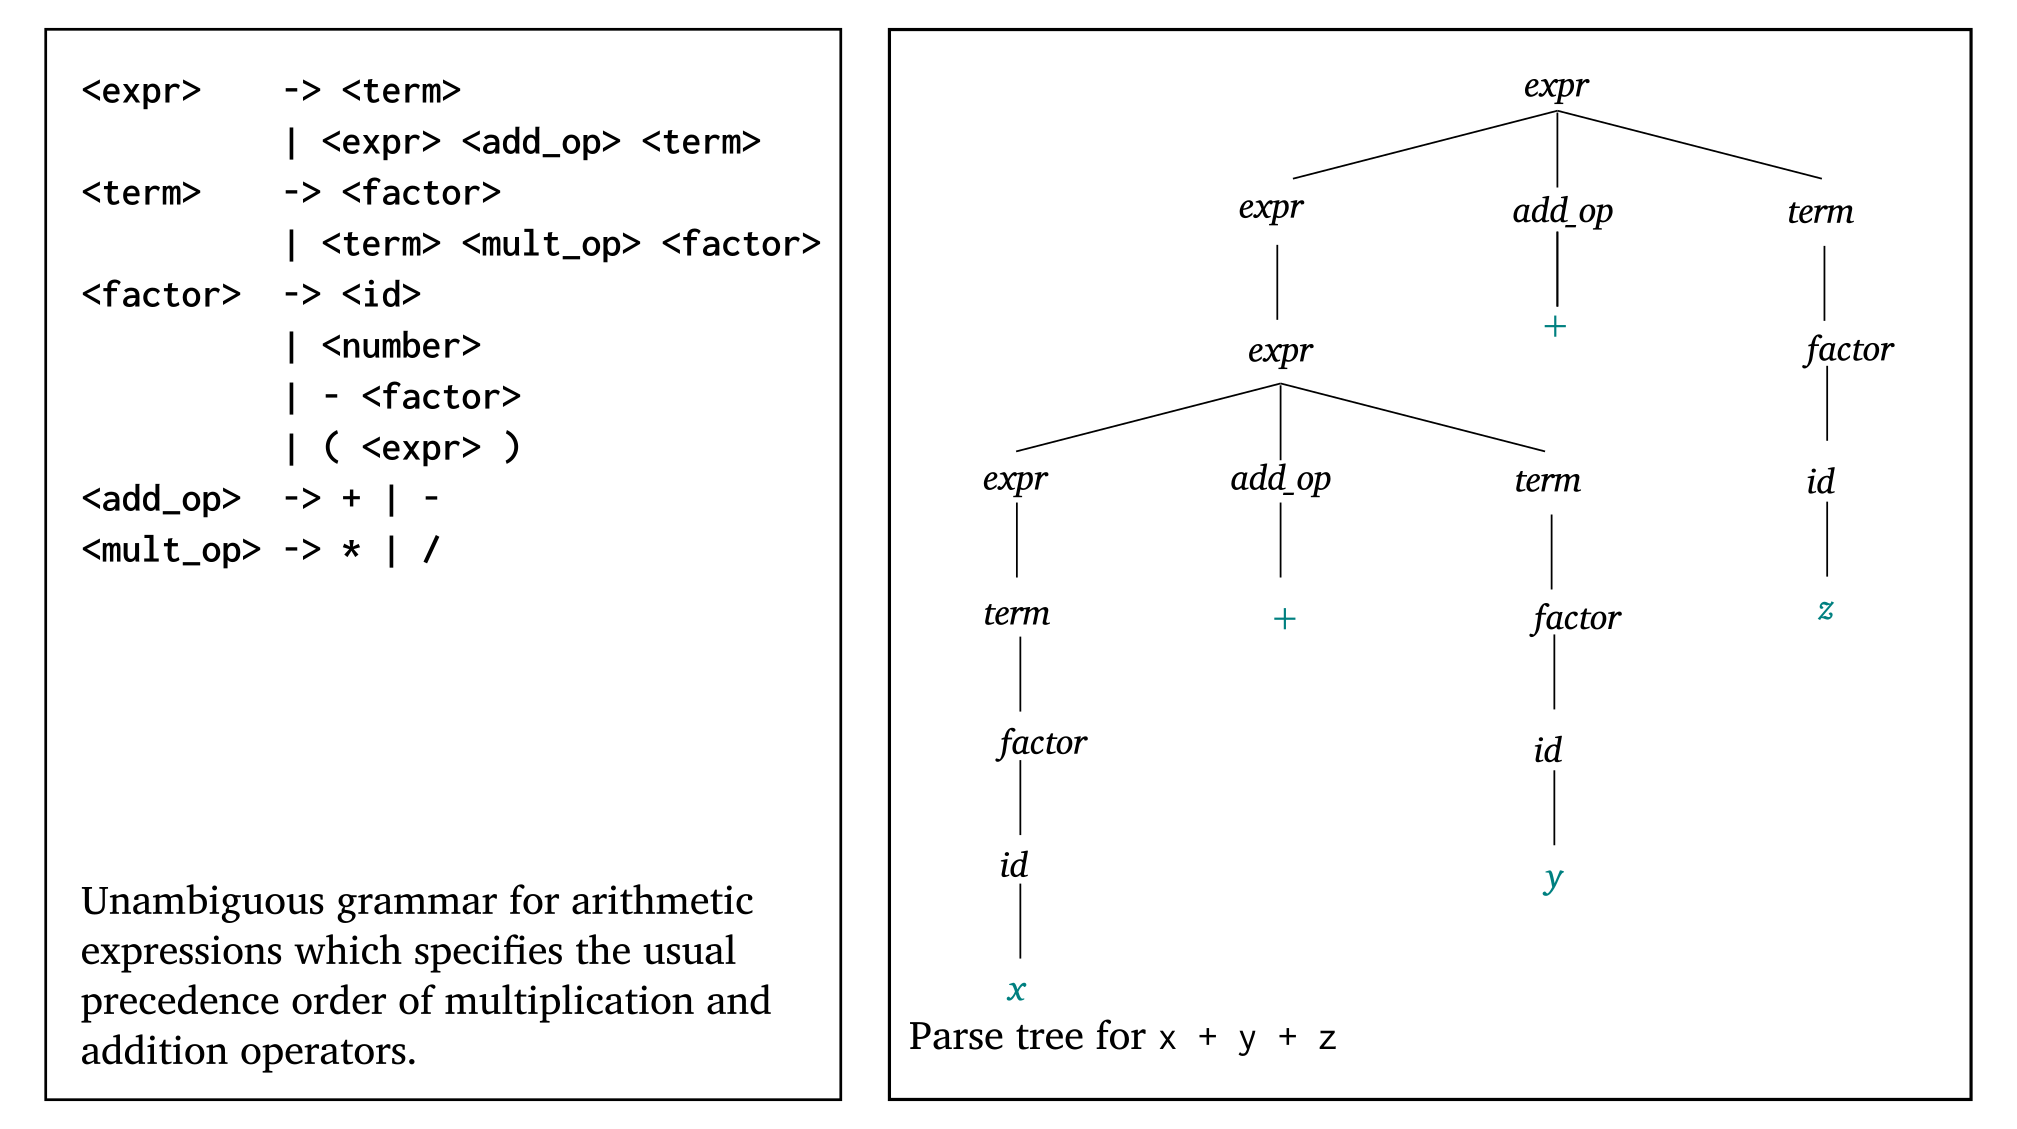 <expr>    -> <term>
          | <expr> <add_op> <term>
<term>    -> <factor>
          | <term> <mult_op> <factor>
<factor>  -> <id>
          | <number>
          | - <factor>
          | ( <expr> )
<add_op>  -> + | -
<mult_op> -> * | /
Unambiguous grammar for arithmetic
expressions which specifies the usual
precedence order of multiplication and
addition operators.
expr
expr add_op term
+
expr factor
expr add_op term id
term + factor z
factor id
id y
x
Parse tree for x + y + z